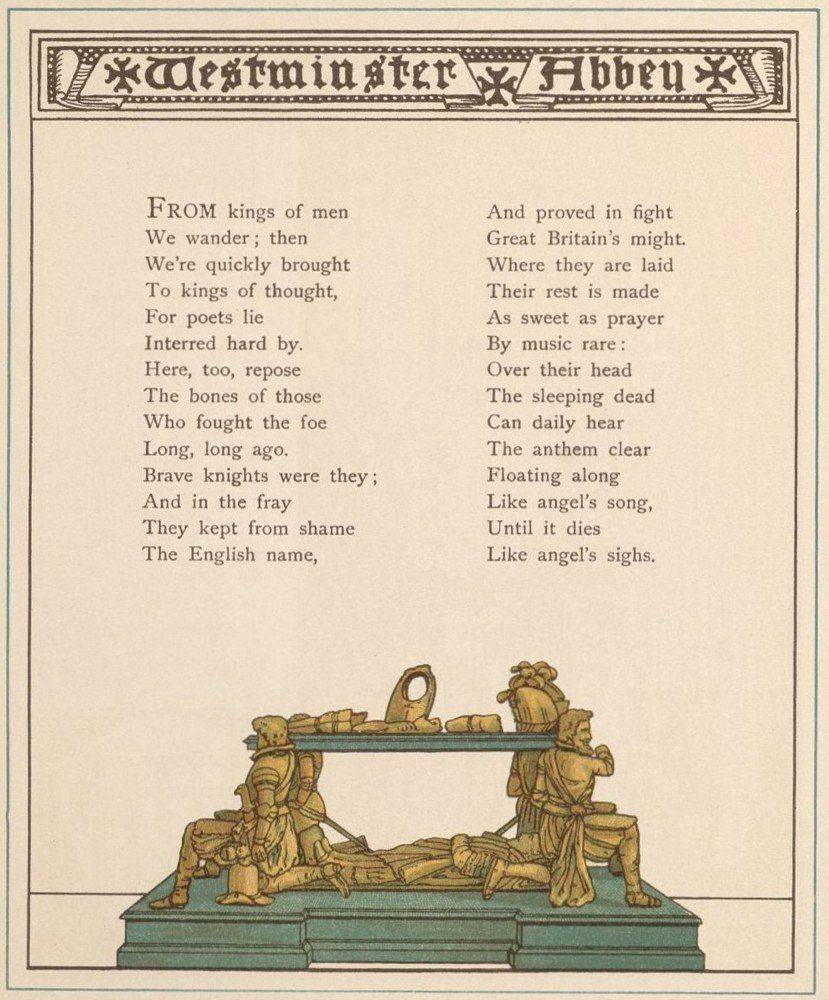 Westminster Abbey
FROM kings of men
We wander; then
We're quickly brought
To kings of thought,
For poets lie
Interred hard by.
Here, too, repose
The bones of those
Who fought the foe
Long, long ago.
Brave knights were they;
And in the fray
They kept from shame
The English name,
And proved in fight
Great Britain's might.
Where they are laid
Their rest is made
As sweet as prayer
By music rare:
Over their head
The sleeping dead
Can daily hear
The anthem clear
Floating along
Like angel's song,
Until it dies
Like angel's sighs.